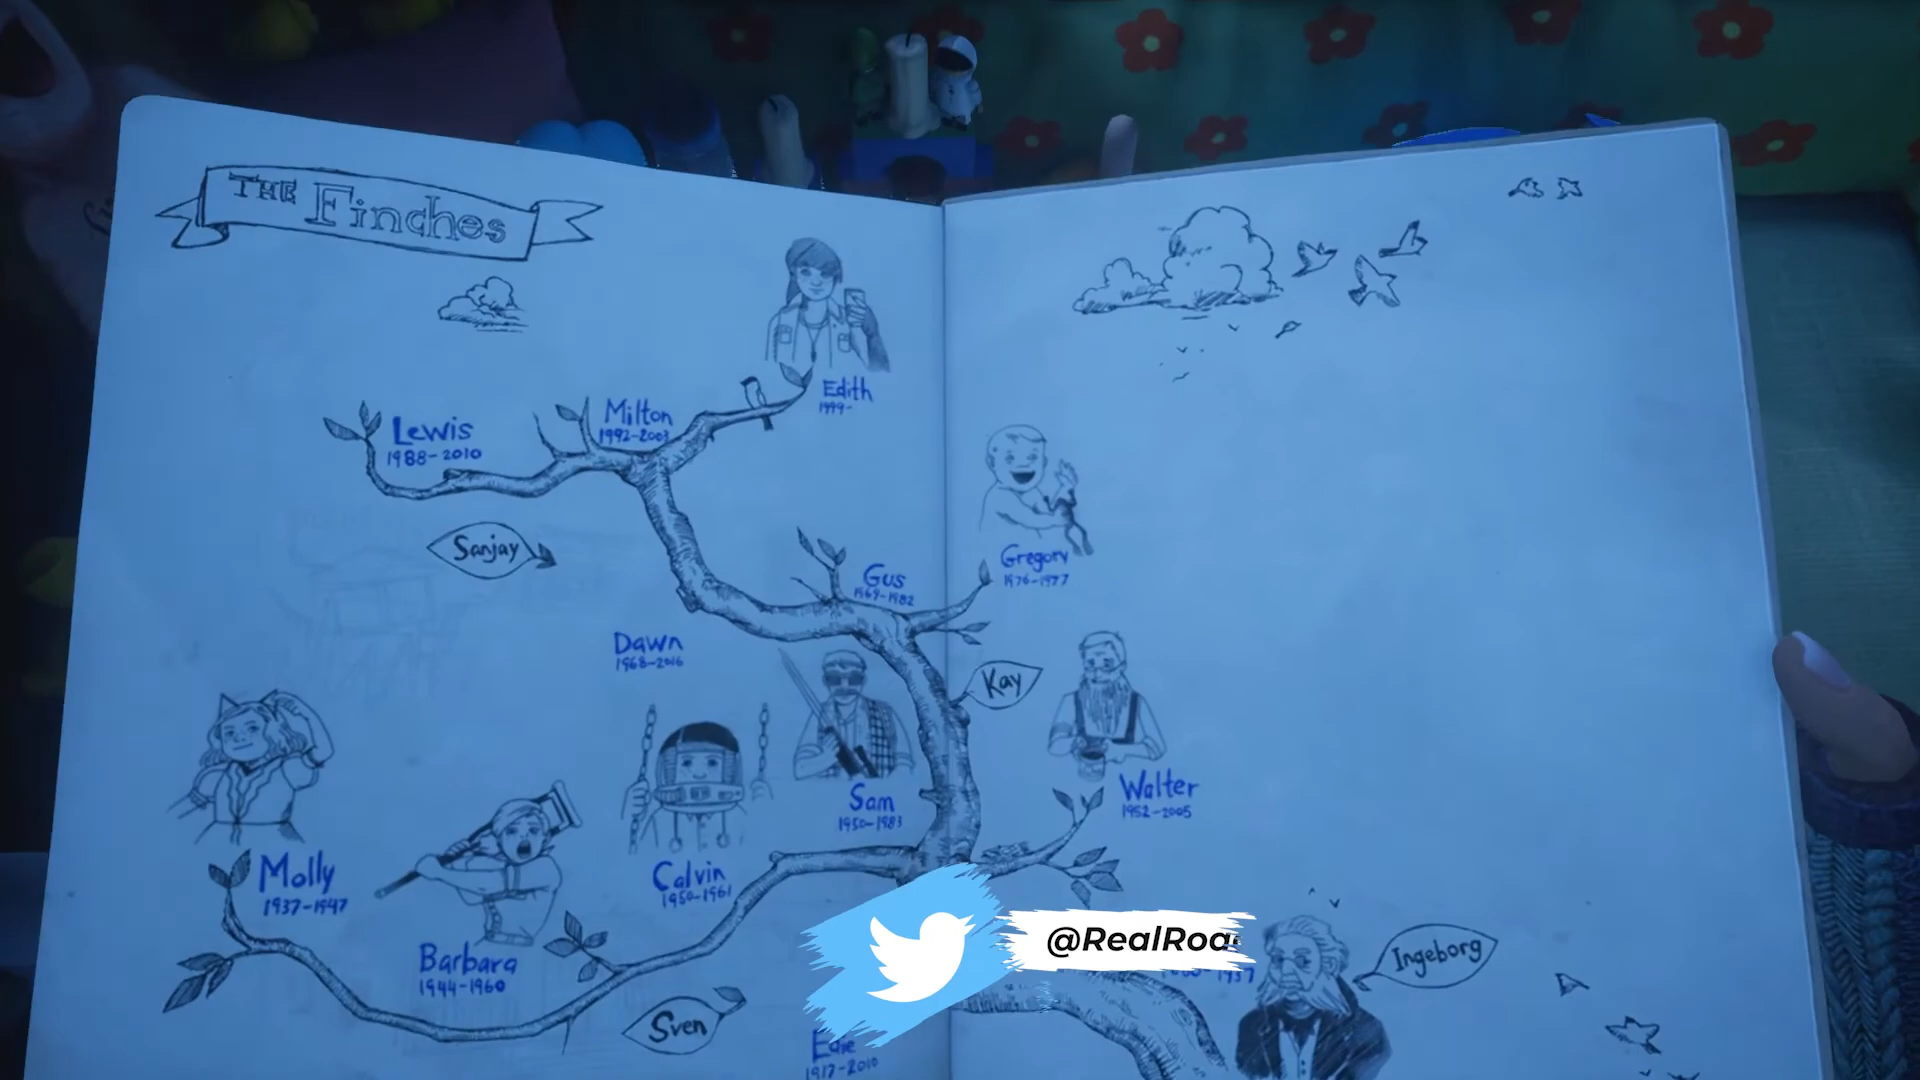 THE Finches
Edith
1999-
Lewis
1988-2010
Milton
1992-2003
Sanjay
Gus
1969-1982
Gregory
1976-1977
Dawn
1968-2016
Kay
Sam
1950-1983
Walter
1952-2005
Calvin
1950-1961
Molly
1937-1947
Barbara
1944-1960
Sven
@RealRoa
Ingeborg
Edie
1917-2010